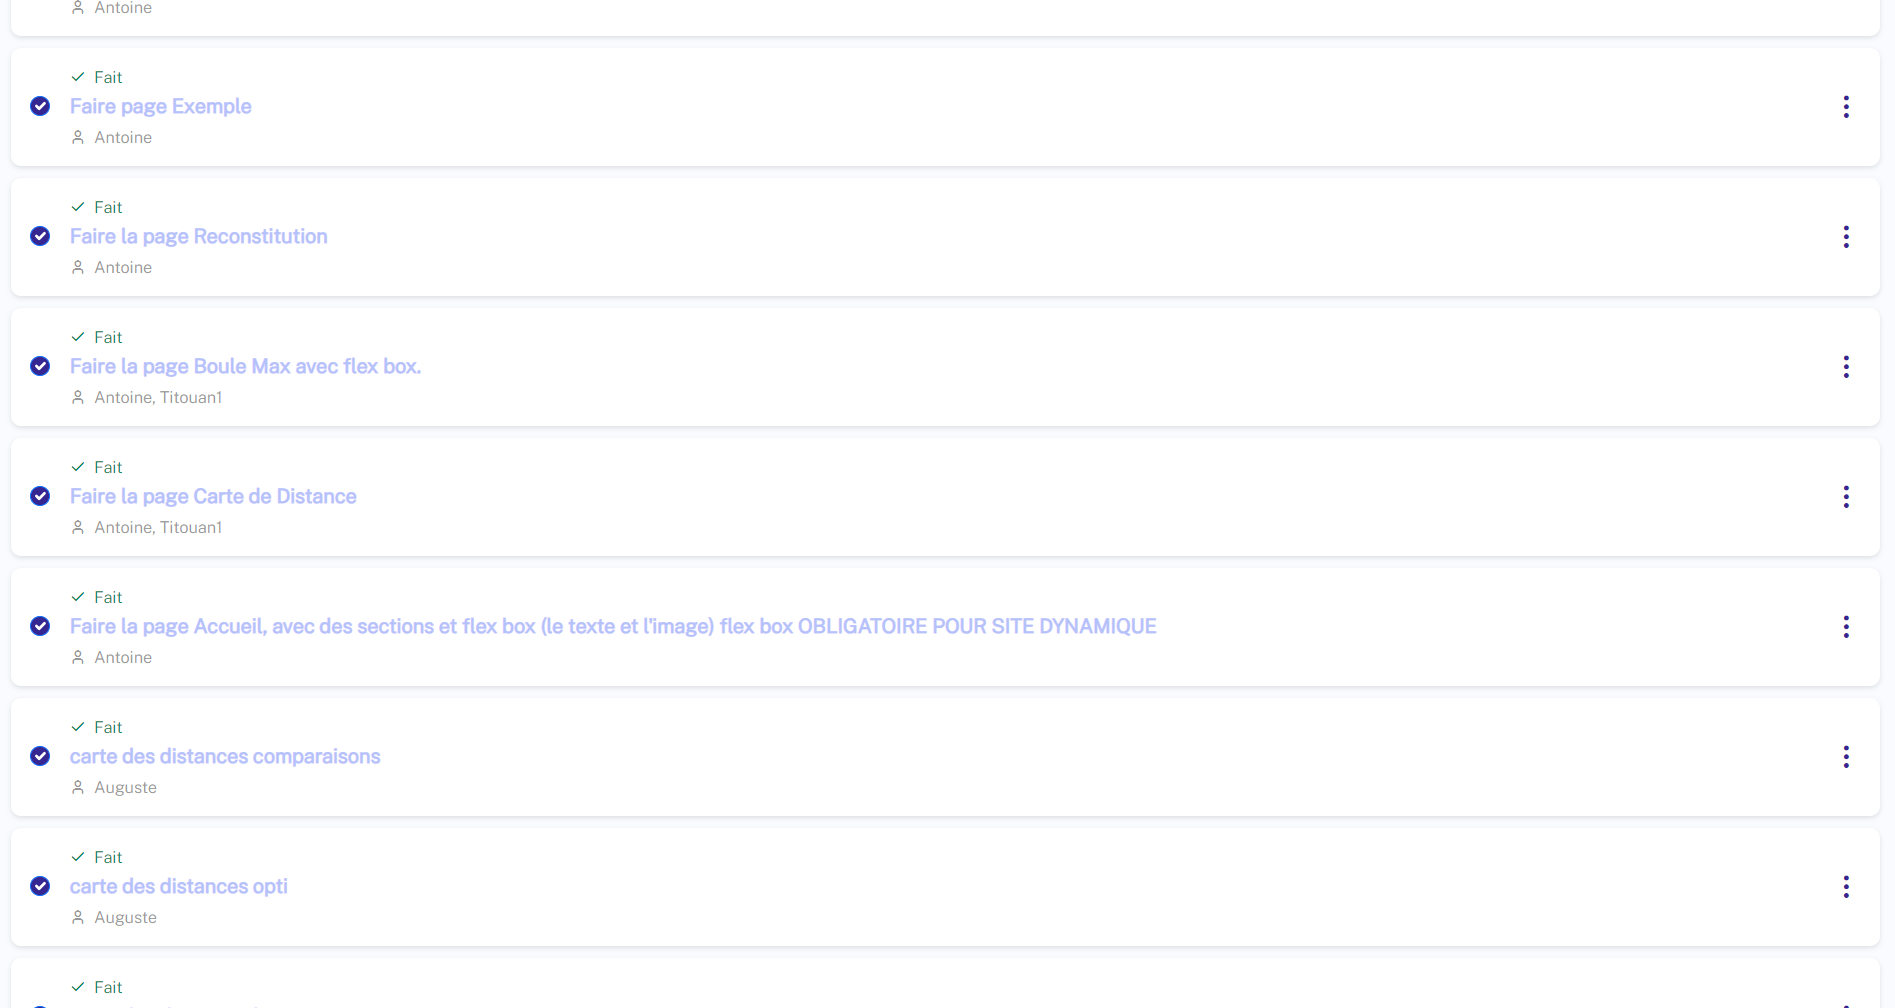 Antoine
Fait
Faire page Exemple
Antoine
Fait
Faire la page Reconstitution
Antoine
Fait
Faire la page Boule Max avec flex box.
Antoine, Titouan1
Fait
Faire la page Carte de Distance
Antoine, Titouan1
Fait
Faire la page Accueil, avec des sections et flex box (le texte et l'image) flex box OBLIGATOIRE POUR SITE DYNAMIQUE
Antoine
Fait
carte des distances comparaisons
Auguste
Fait
carte des distances opti
Auguste
Fait